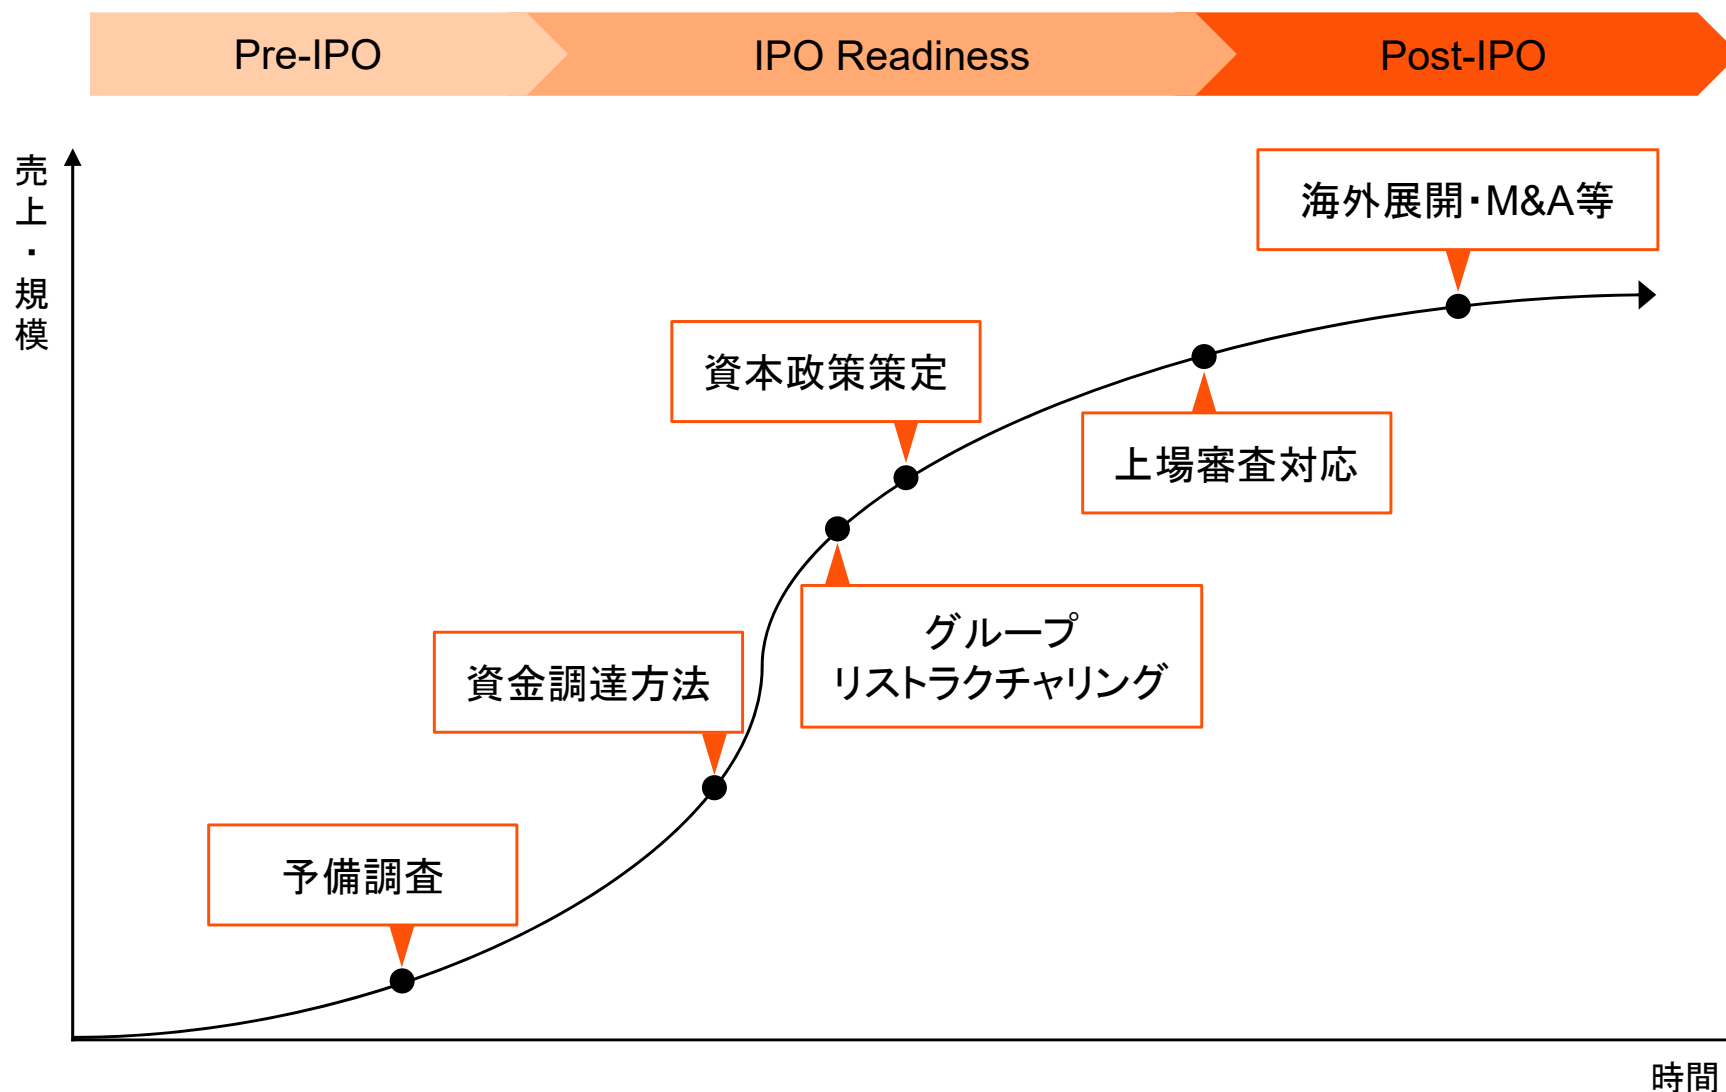 Pre-IPO
IPO Readiness
Post-IPO
売上・規模
海外展開・M&A等
資本政策策定
上場審査対応
グループ
リストラクチャリング
資金調達方法
予備調査
時間